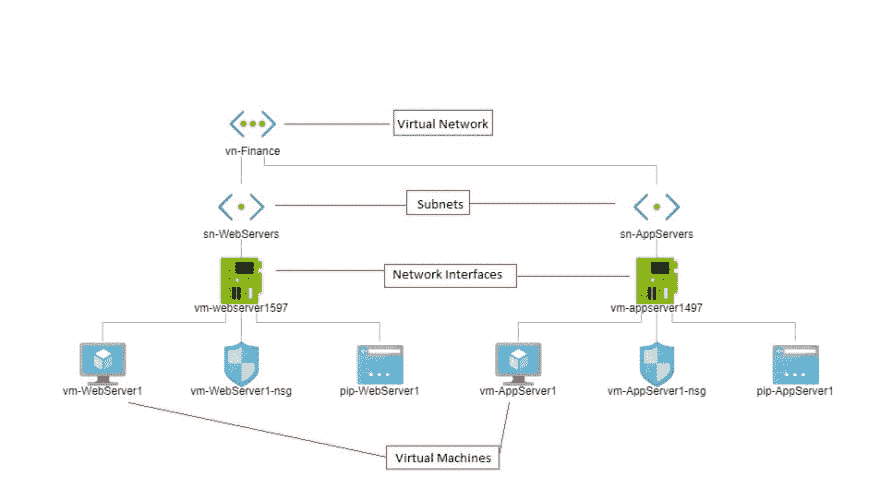 Virtual Network
vn-Finance
Subnets
sn-WebServers
sn-AppServers
Network Interfaces
vm-webserver1597
vm-appserver1497
vm-WebServer1
vm-WebServer1-nsg
pip-WebServer1
vm-AppServer1
vm-AppServer1-nsg
pip-AppServer1
Virtual Machines